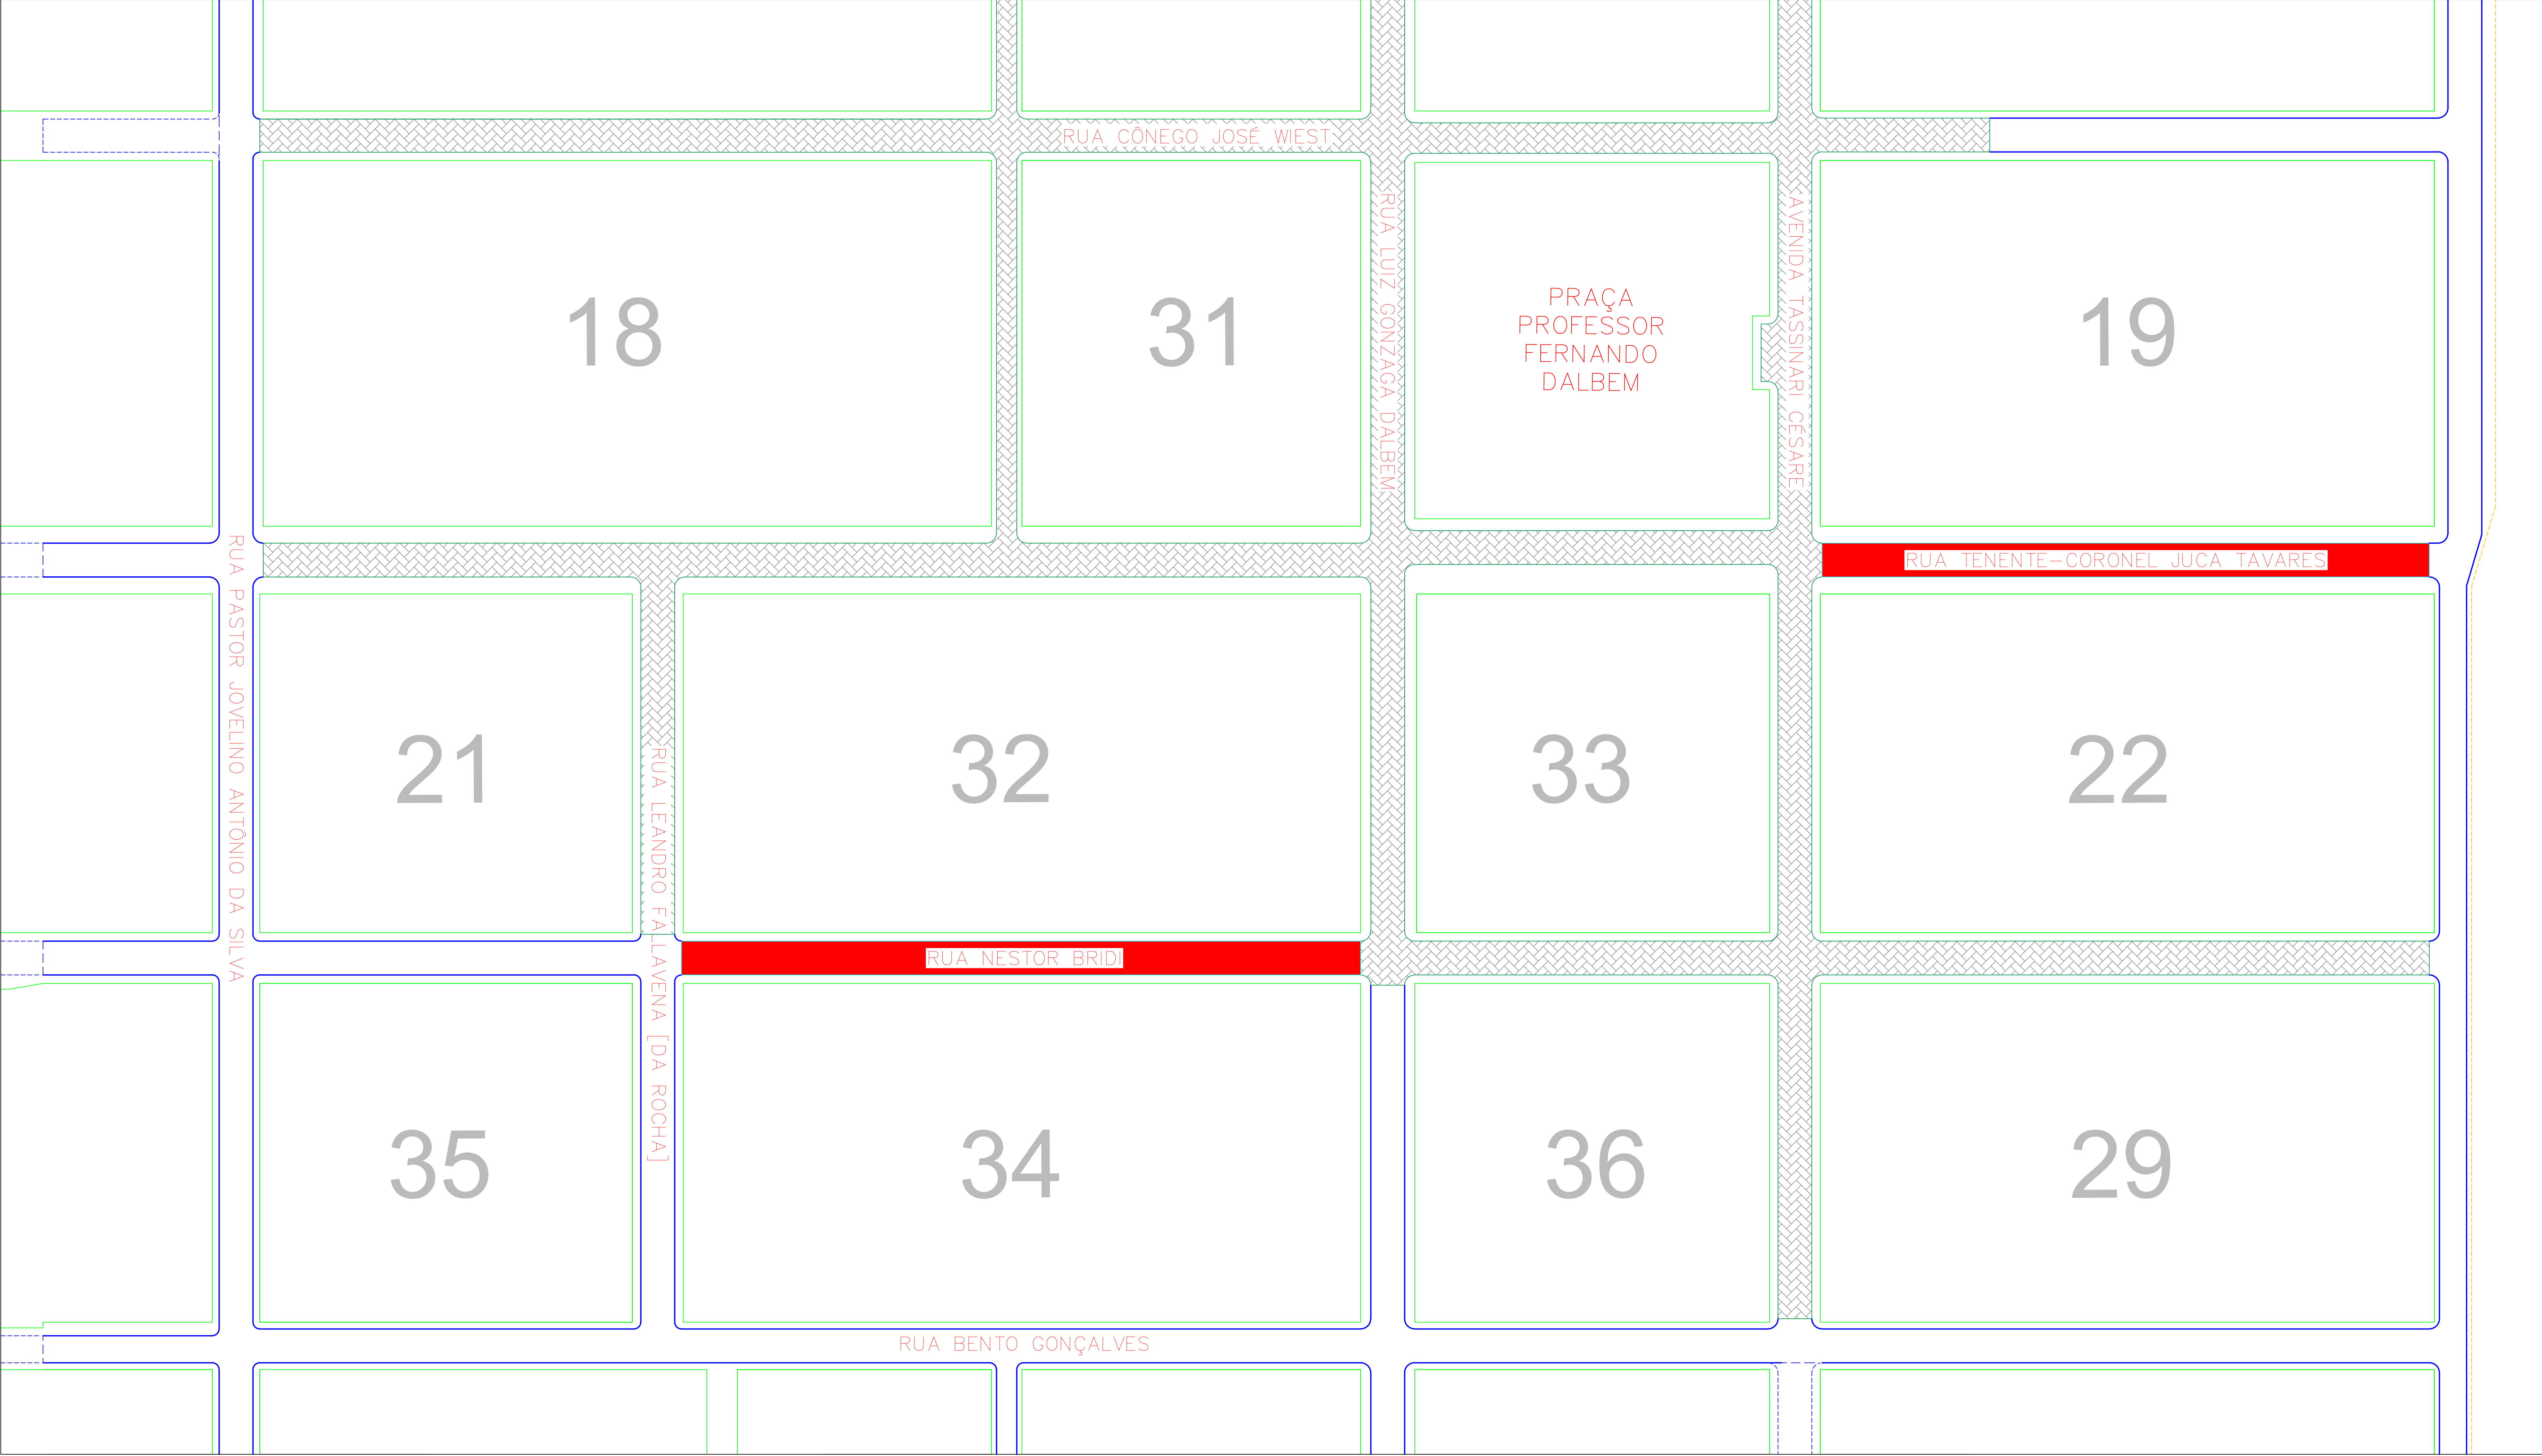 RUA CÔNEGO JOSÉ WIEST
18
31
RUA LUIZ GONZAGA DALBEM
PRAÇA
PROFESSOR
FERNANDO
DALBEM
AVENIDA TASSINARI CÉSARE
19
RUA PASTOR JOVELINO ANTÔNIO DA SILVA
RUA TENENTE-CORONEL JUCA TAVARES
21
RUA LEANDRO FALLAVENA [DA ROCHA]
32
33
22
RUA NESTOR BRIDI
35
34
36
29
RUA BENTO GONÇALVES